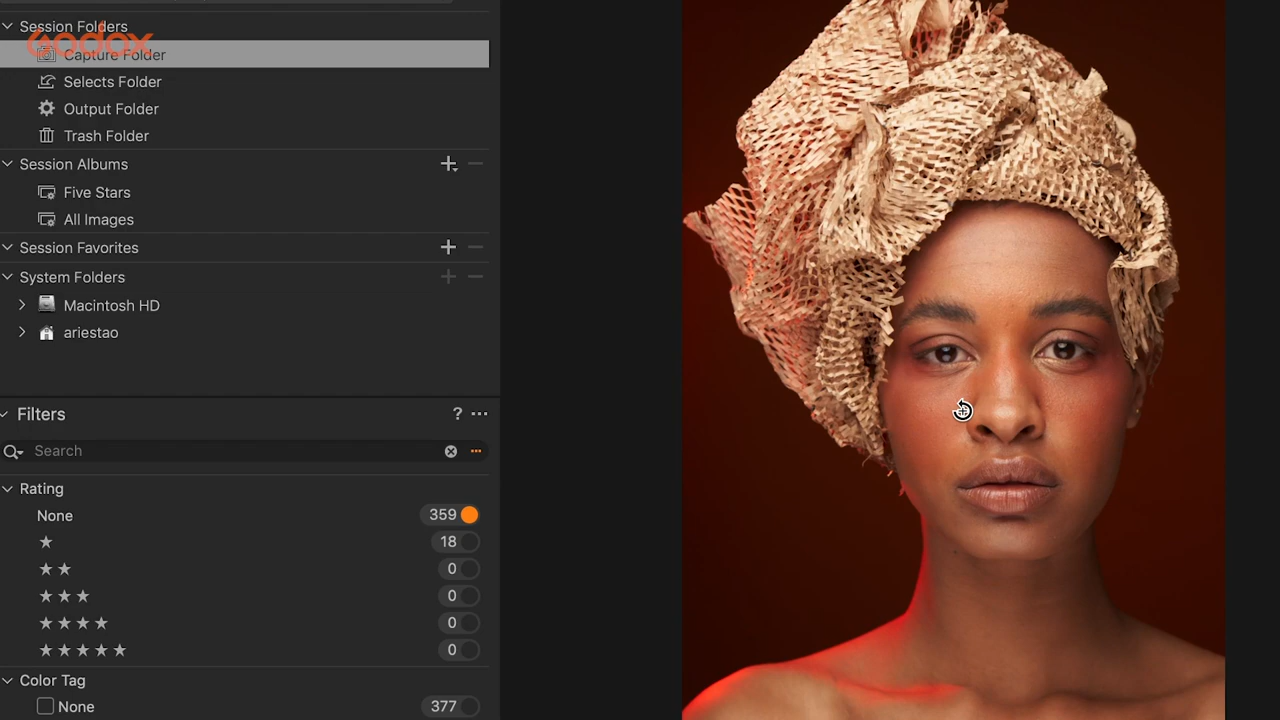 Session Folders
Godox
Capture Folder
Selects Folder
Output Folder
Trash Folder
Session Albums
Five Stars
All Images
Session Favorites
System Folders
Macintosh HD
ariestao
Filters ? ...
Search
Rating
None 359
18
0
0
0
0
Color Tag
None 377